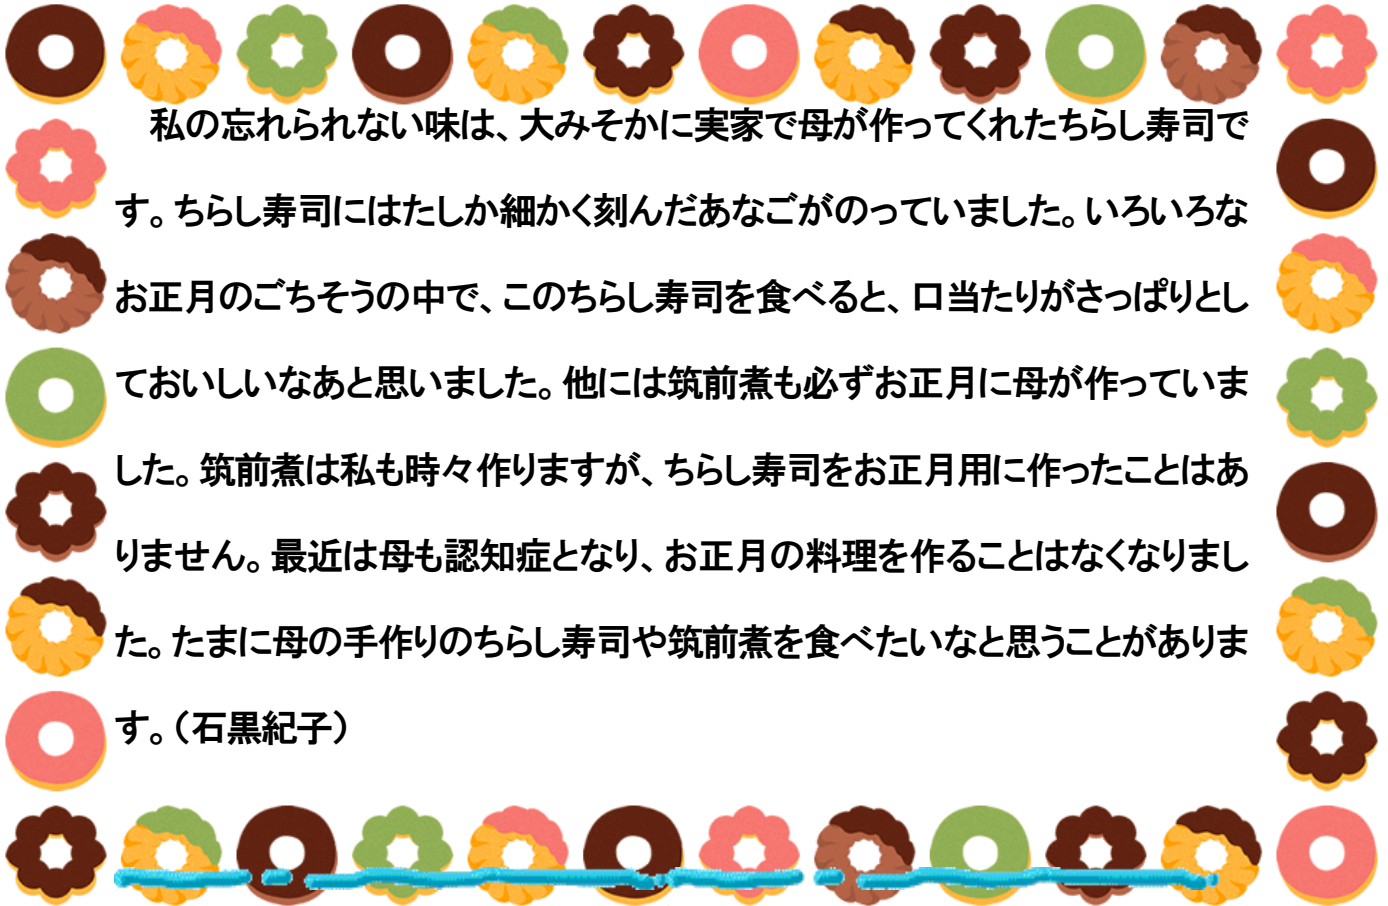 私の忘れられない味は、大みそかに実家で母が作ってくれたちらし寿司で
す。ちらし寿司にはたしか細かく刻んだあなごがのっていました。いろいろな
お正月のごちそうの中で、このちらし寿司を食べると、口当たりがさっぱりとし
ておいしいなあと思いました。他には筑前煮も必ずお正月に母が作っていま
した。筑前煮は私も時々作りますが、ちらし寿司をお正月用に作ったことはあ
りません。最近は母も認知症となり、お正月の料理を作ることはなくなりまし
た。たまに母の手作りのちらし寿司や筑前煮を食べたいなと思うことがありま
す。（石黒紀子）